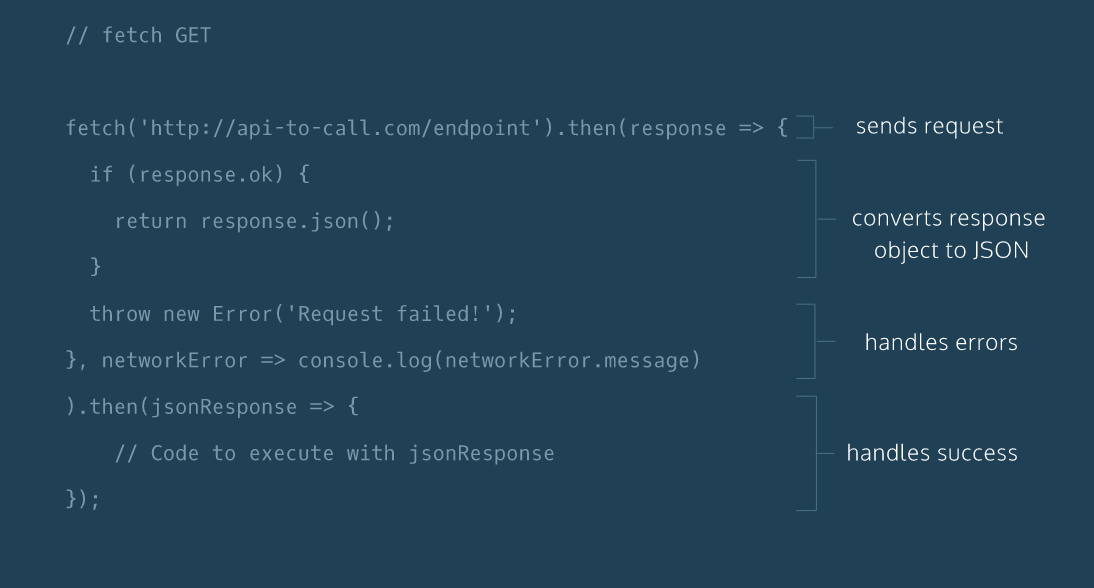 // fetch GET
fetch('http://api-to-call.com/endpoint').then(response => {
sends request
if (response.ok) {
return response.json();
}
converts response
object to JSON
throw new Error('Request failed!');
}, networkError => console.log(networkError.message)
handles errors
).then(jsonResponse => {
// Code to execute with jsonResponse
});
handles success